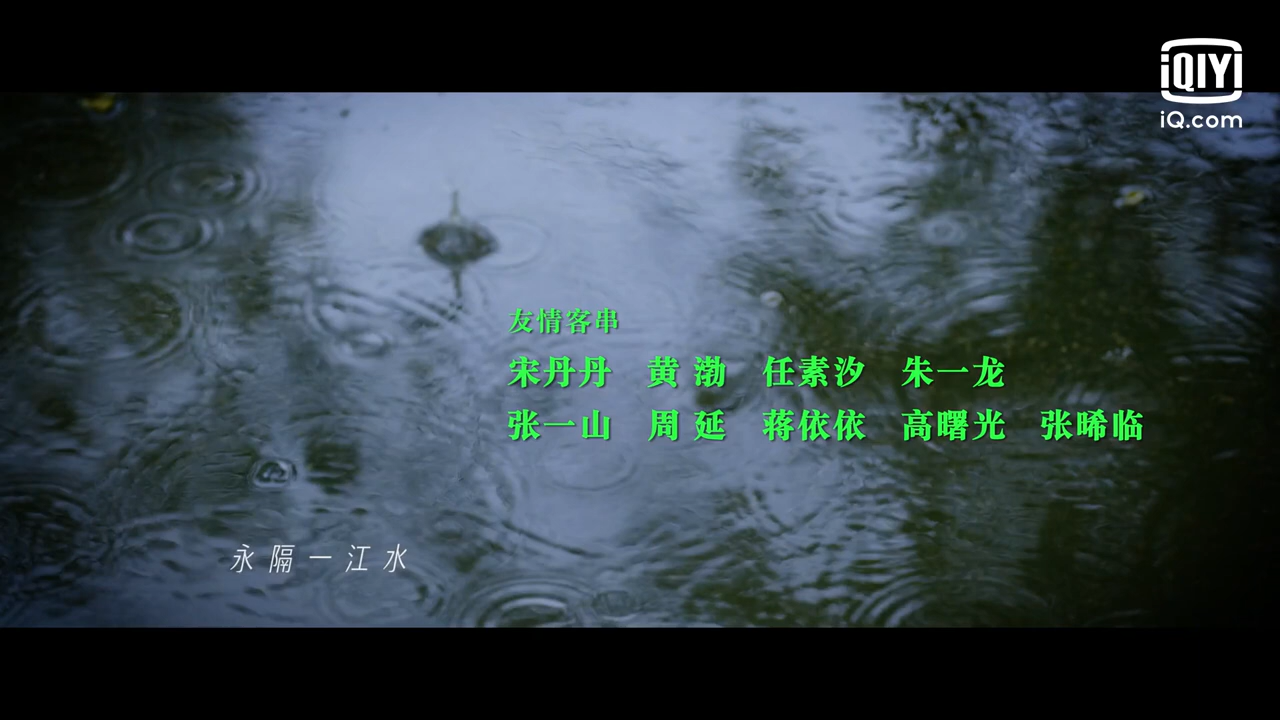 iQIYI
iQ.com
友情客串
宋丹丹 黄渤 任素汐 朱一龙
张一山 周延 蒋依依 高曙光 张晞临
永隔一江水